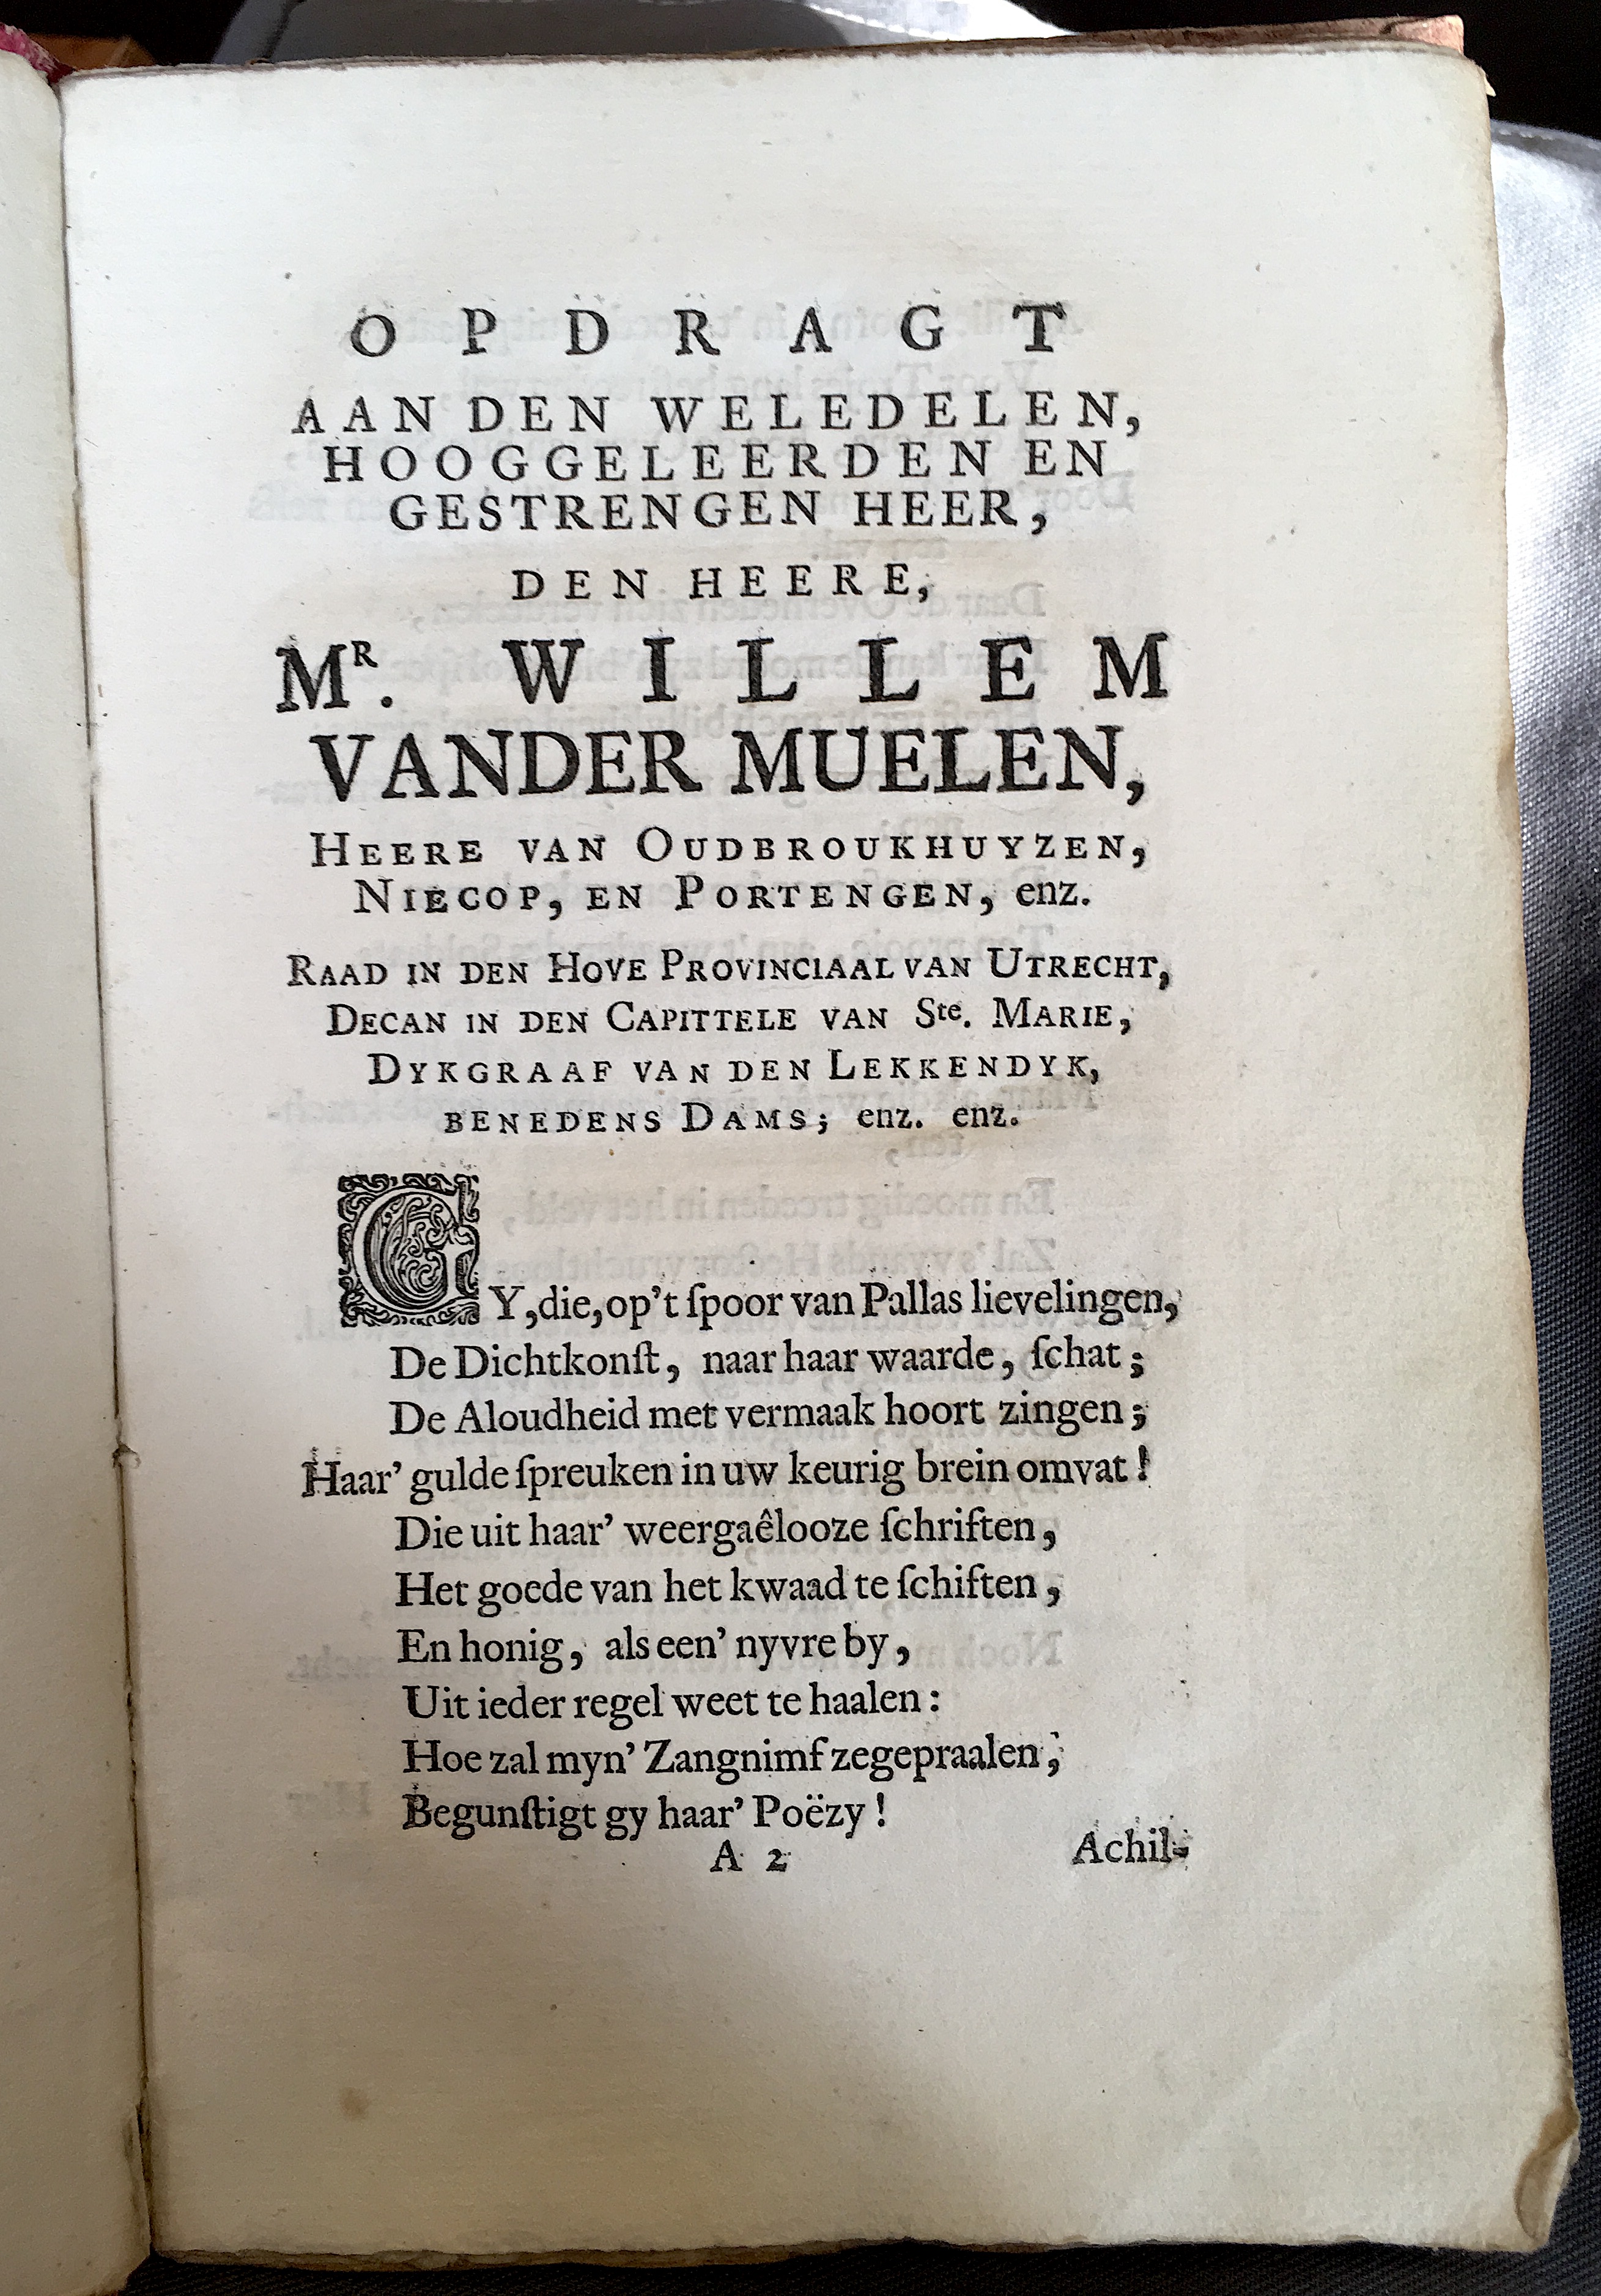 OPDRAGT
AAN DEN WELEDELEN,
HOOGGELEERDEN EN
GESTRENGEN HEER,
DEN HEERE,
MR. WILLEM
VANDER MUELEN,
HEERE VAN OUDBROUKHUYZEN,
NIECOP, EN PORTENGEN, enz.
RAAD IN DEN HOVE PROVINCIAAL VAN UTRECHT,
DECAN IN DEN CAPITTELE VAN Ste. MARIE,
DYKGRAAF VAN DEN LEKKENDYK,
BENEDENS DAMS; enz. enz.
GY, die, op't ſpoor van Pallas lievelingen,
De Dichtkonſt, naar haar waarde, ſchat;
De Aloudheid met vermaak hoort zingen;
Haar' gulde ſpreuken in uw keurig brein omvat!
Die uit haar' weergaêlooze ſchriften,
Het goede van het kwaad te ſchiften,
En honig, als een' nyvre by,
Uit ieder regel weet te haalen:
Hoe zal myn' Zangnimf zegepraalen,
Begunſtigt gy haar' Poëzy!
A 2 Achil-